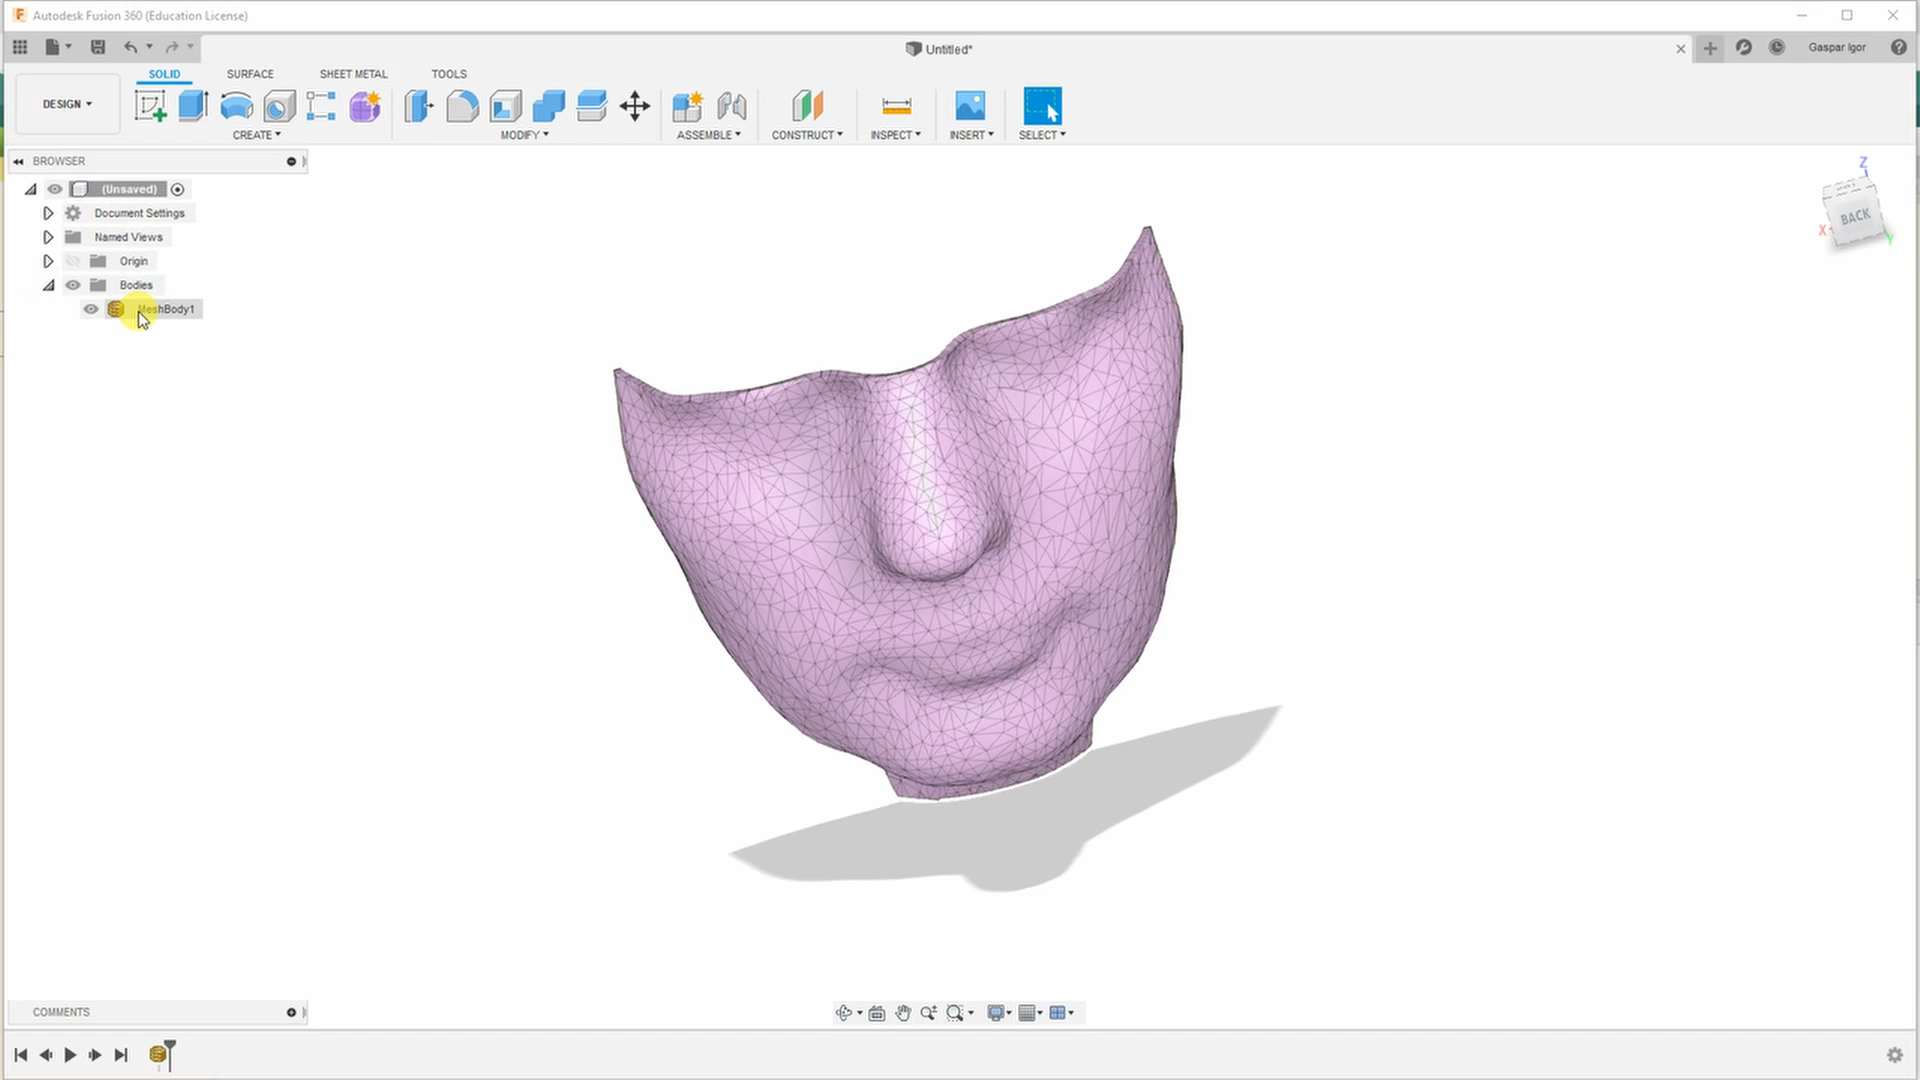 Autodesk Fusion 360 (Education License)
Untitled*
Gaspar Igor
SOLID SURFACE SHEET METAL TOOLS
DESIGN
CREATE MODIFY ASSEMBLE CONSTRUCT INSPECT INSERT SELECT
BROWSER
(Unsaved)
Document Settings
Named Views
Origin
Bodies
MeshBody1
Z
BACK
X
Y
COMMENTS